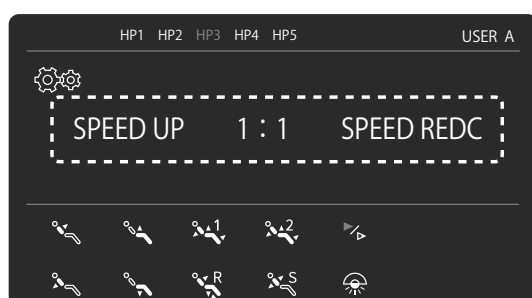 HP1 HP2 HP3 HP4 HP5 USER A
SPEED UP 1:1 SPEED REDC
1 2
R S